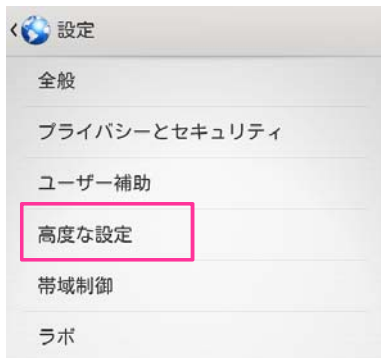 設定
全般
プライバシーとセキュリティ
ユーザー補助
高度な設定
帯域制御
ラボ